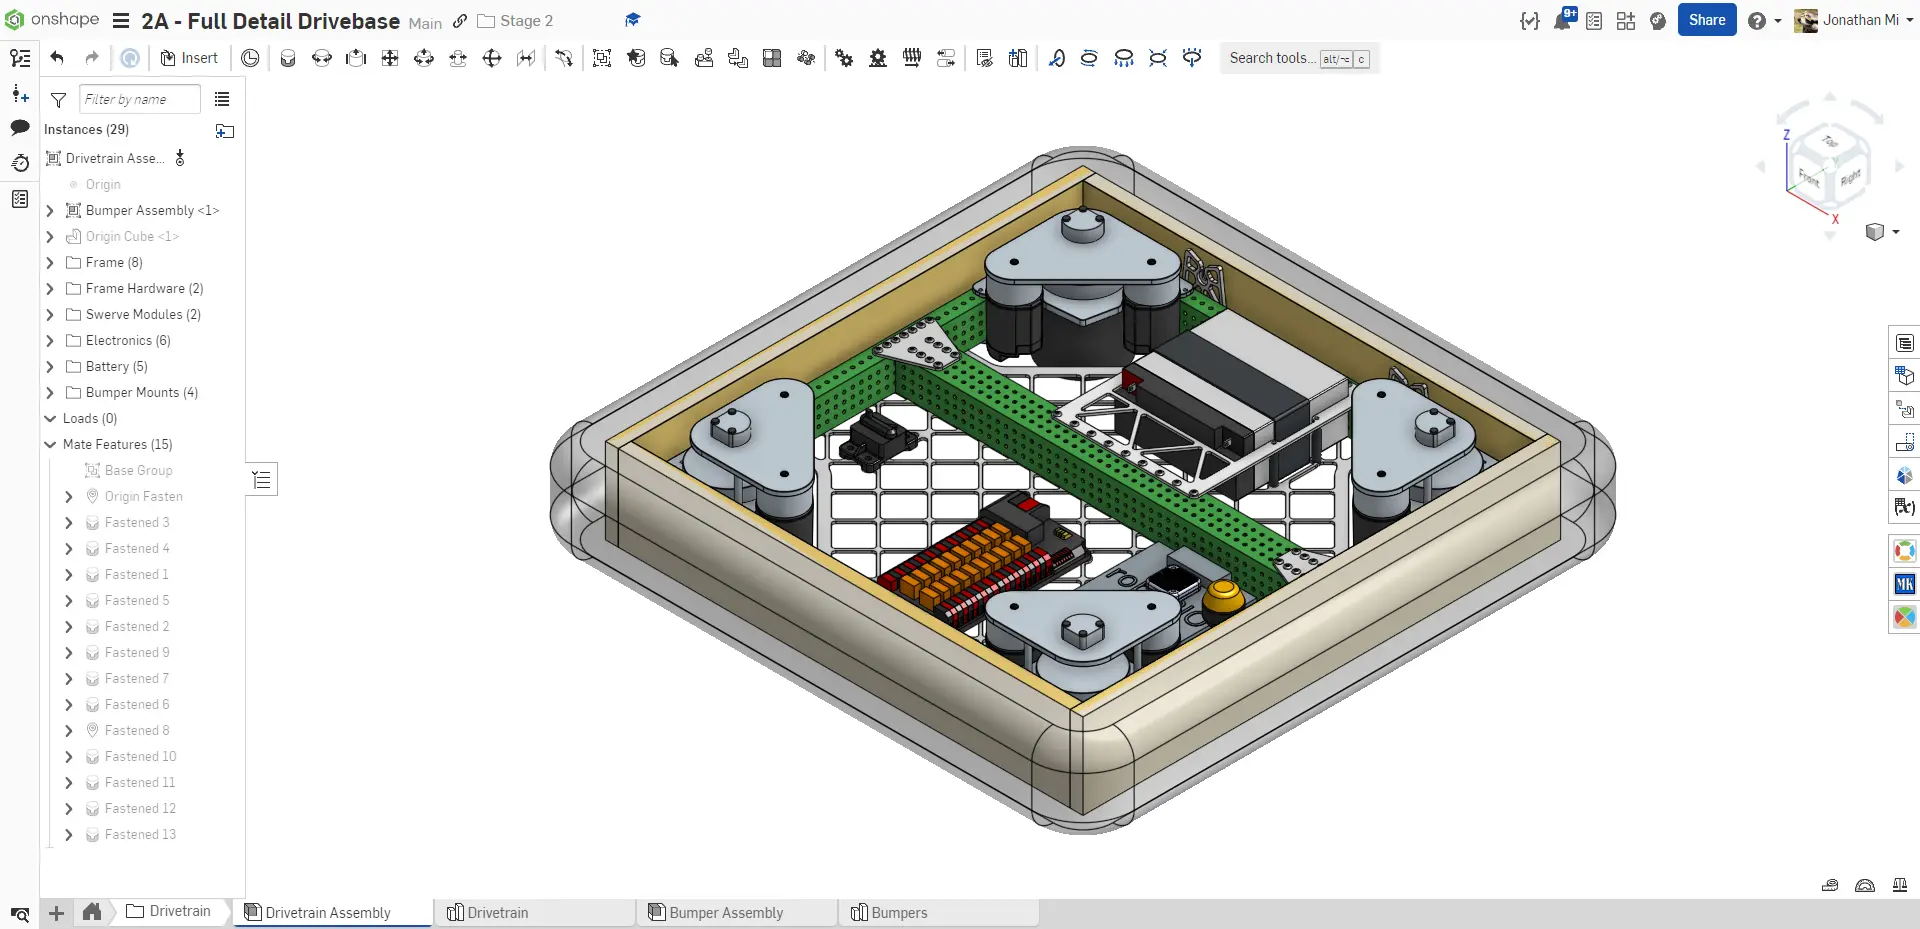 onshape 2A - Full Detail Drivebase Main Stage 2
9+ Share Jonathan Mi
Insert Search tools... alt/⌥ c
Filter by name
Instances (29)
Drivetrain Asse...
Origin
Bumper Assembly <1>
Origin Cube <1>
Frame (8)
Frame Hardware (2)
Swerve Modules (2)
Electronics (6)
Battery (5)
Bumper Mounts (4)
Loads (0)
Mate Features (15)
Base Group
Origin Fasten
Fastened 3
Fastened 4
Fastened 1
Fastened 5
Fastened 2
Fastened 9
Fastened 7
Fastened 6
Fastened 8
Fastened 10
Fastened 11
Fastened 12
Fastened 13
Z
Top
Front
Right
X
(x)
MK
Drivetrain
Drivetrain Assembly
Drivetrain
Bumper Assembly
Bumpers